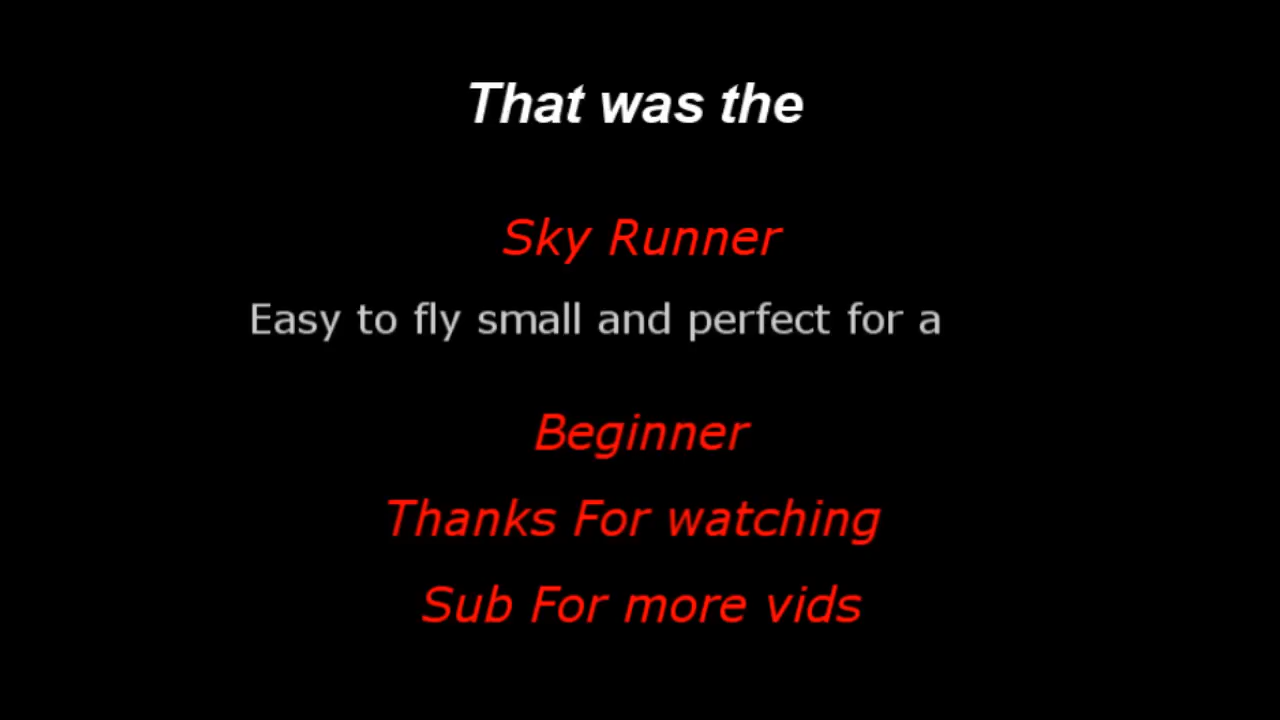 That was the
Sky Runner
Easy to fly small and perfect for a
Beginner
Thanks For watching
Sub For more vids